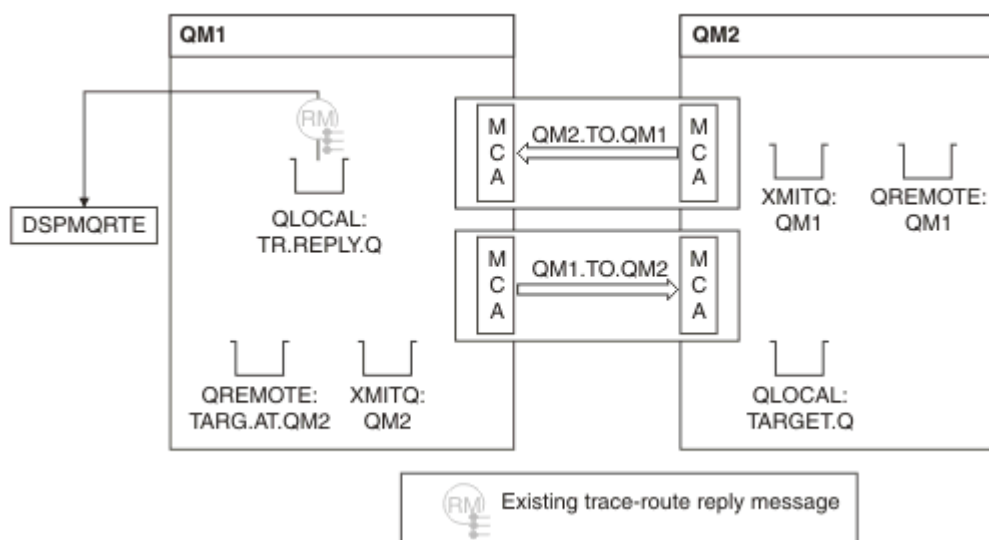 QM1
QM2
RM
M
C
A
QM2.TO.QM1
M
C
A
XMITQ:
QM1
QREMOTE:
QM1
DSPMQRTE
QLOCAL:
TR.REPLY.Q
M
C
A
QM1.TO.QM2
M
C
A
QREMOTE:
TARG.AT.QM2
XMITQ:
QM2
QLOCAL:
TARGET.Q
RM
Existing trace-route reply message